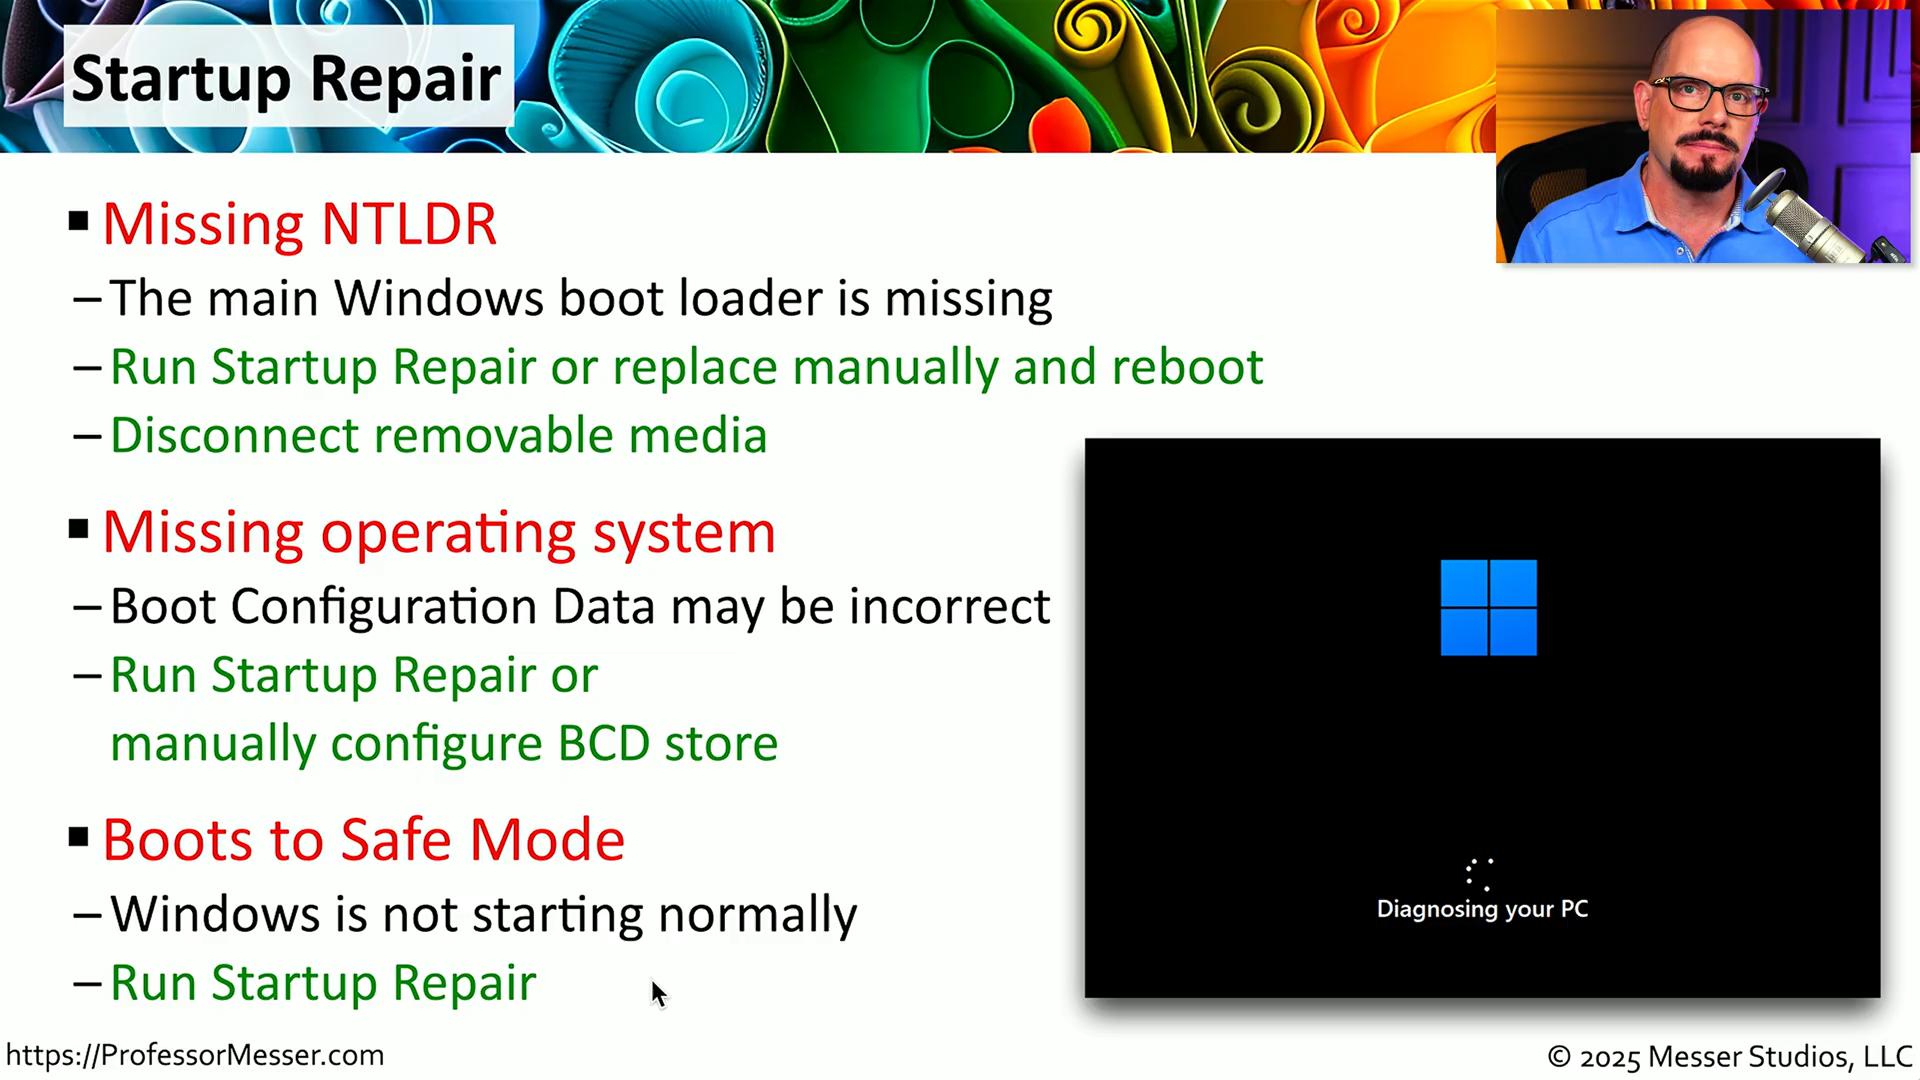 Startup Repair
▪ Missing NTLDR
– The main Windows boot loader is missing
– Run Startup Repair or replace manually and reboot
– Disconnect removable media
▪ Missing operating system
– Boot Configuration Data may be incorrect
– Run Startup Repair or
manually configure BCD store
▪ Boots to Safe Mode
– Windows is not starting normally
– Run Startup Repair
Diagnosing your PC
https://ProfessorMesser.com
© 2025 Messer Studios, LLC